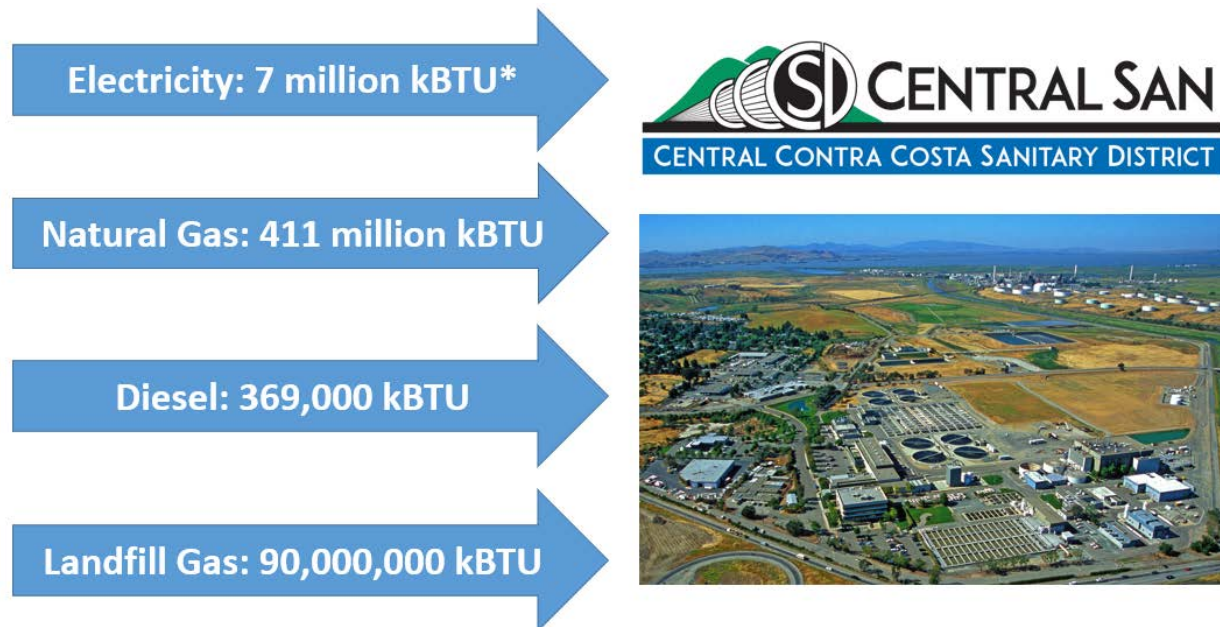 Electricity: 7 million kBTU*
Natural Gas: 411 million kBTU
Diesel: 369,000 kBTU
Landfill Gas: 90,000,000 kBTU
CSD CENTRAL SAN
CENTRAL CONTRA COSTA SANITARY DISTRICT